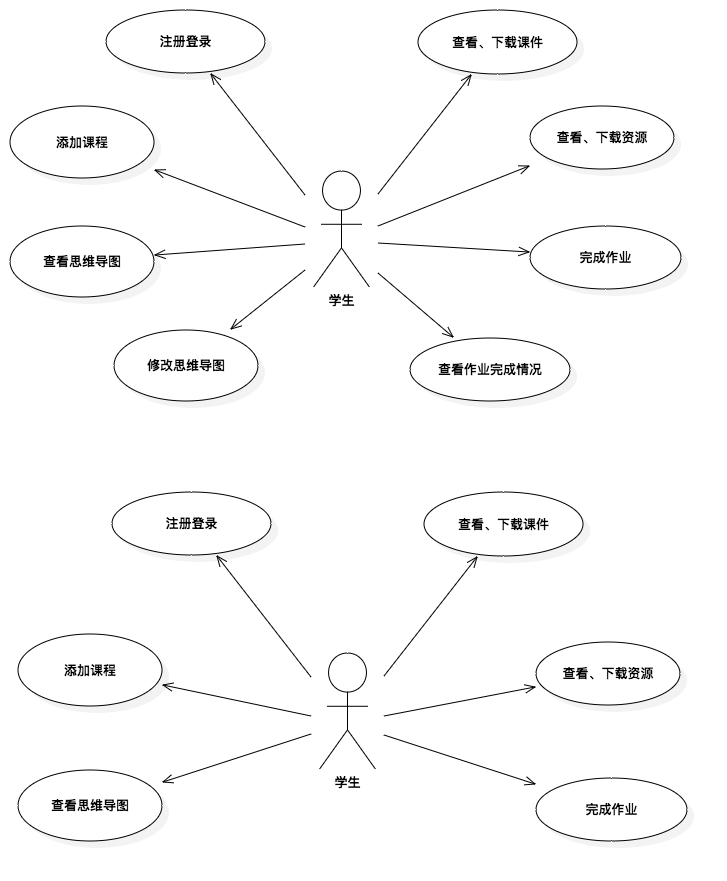 注册登录
查看、下载课件
添加课程
查看、下载资源
查看思维导图
完成作业
学生
修改思维导图
查看作业完成情况
注册登录
查看、下载课件
添加课程
查看、下载资源
学生
查看思维导图
完成作业